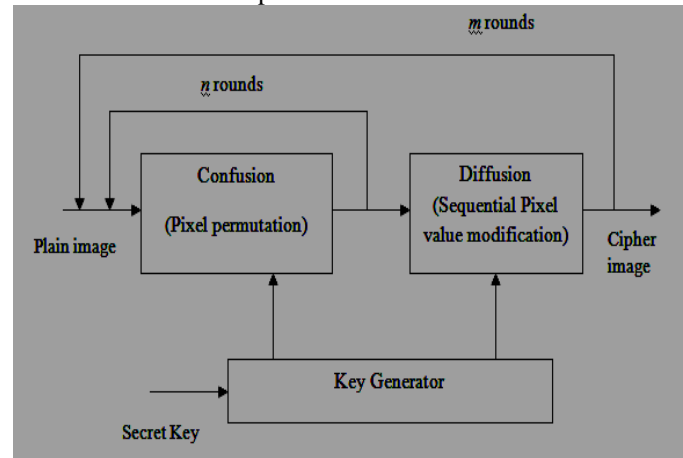 m rounds
n rounds
Confusion
(Pixel permutation)
Diffusion
(Sequential Pixel
value modification)
Plain image
Cipher
image
Key Generator
Secret Key